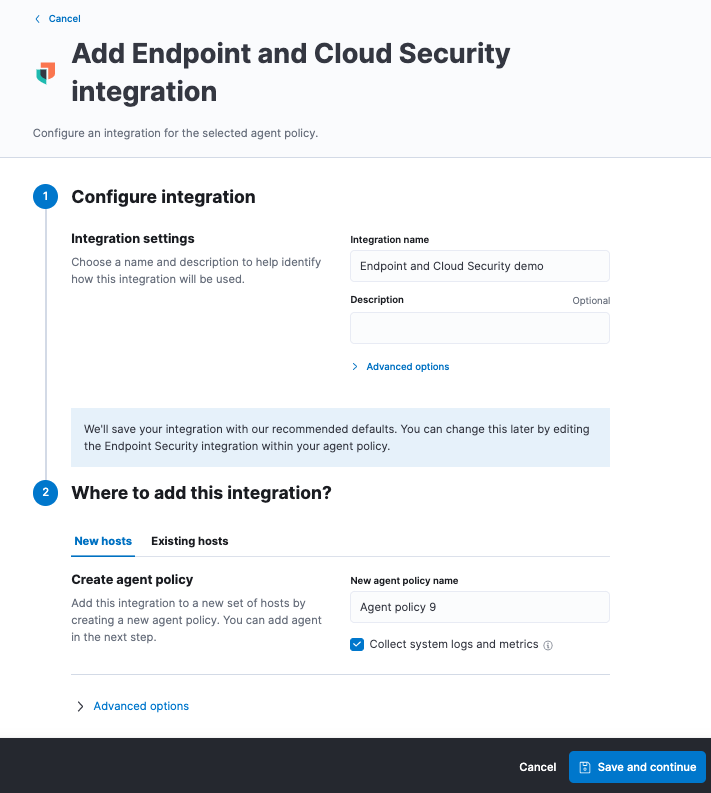 Cancel
Add Endpoint and Cloud Security
integration
Configure an integration for the selected agent policy.
1
Configure integration
Integration settings
Choose a name and description to help identify
how this integration will be used.
Integration name
Endpoint and Cloud Security demo
Description
Optional
Advanced options
We'll save your integration with our recommended defaults. You can change this later by editing
the Endpoint Security integration within your agent policy.
2
Where to add this integration?
New hosts
Existing hosts
Create agent policy
Add this integration to a new set of hosts by
creating a new agent policy. You can add agent
in the next step.
New agent policy name
Agent policy 9
Collect system logs and metrics
Advanced options
Cancel
Save and continue